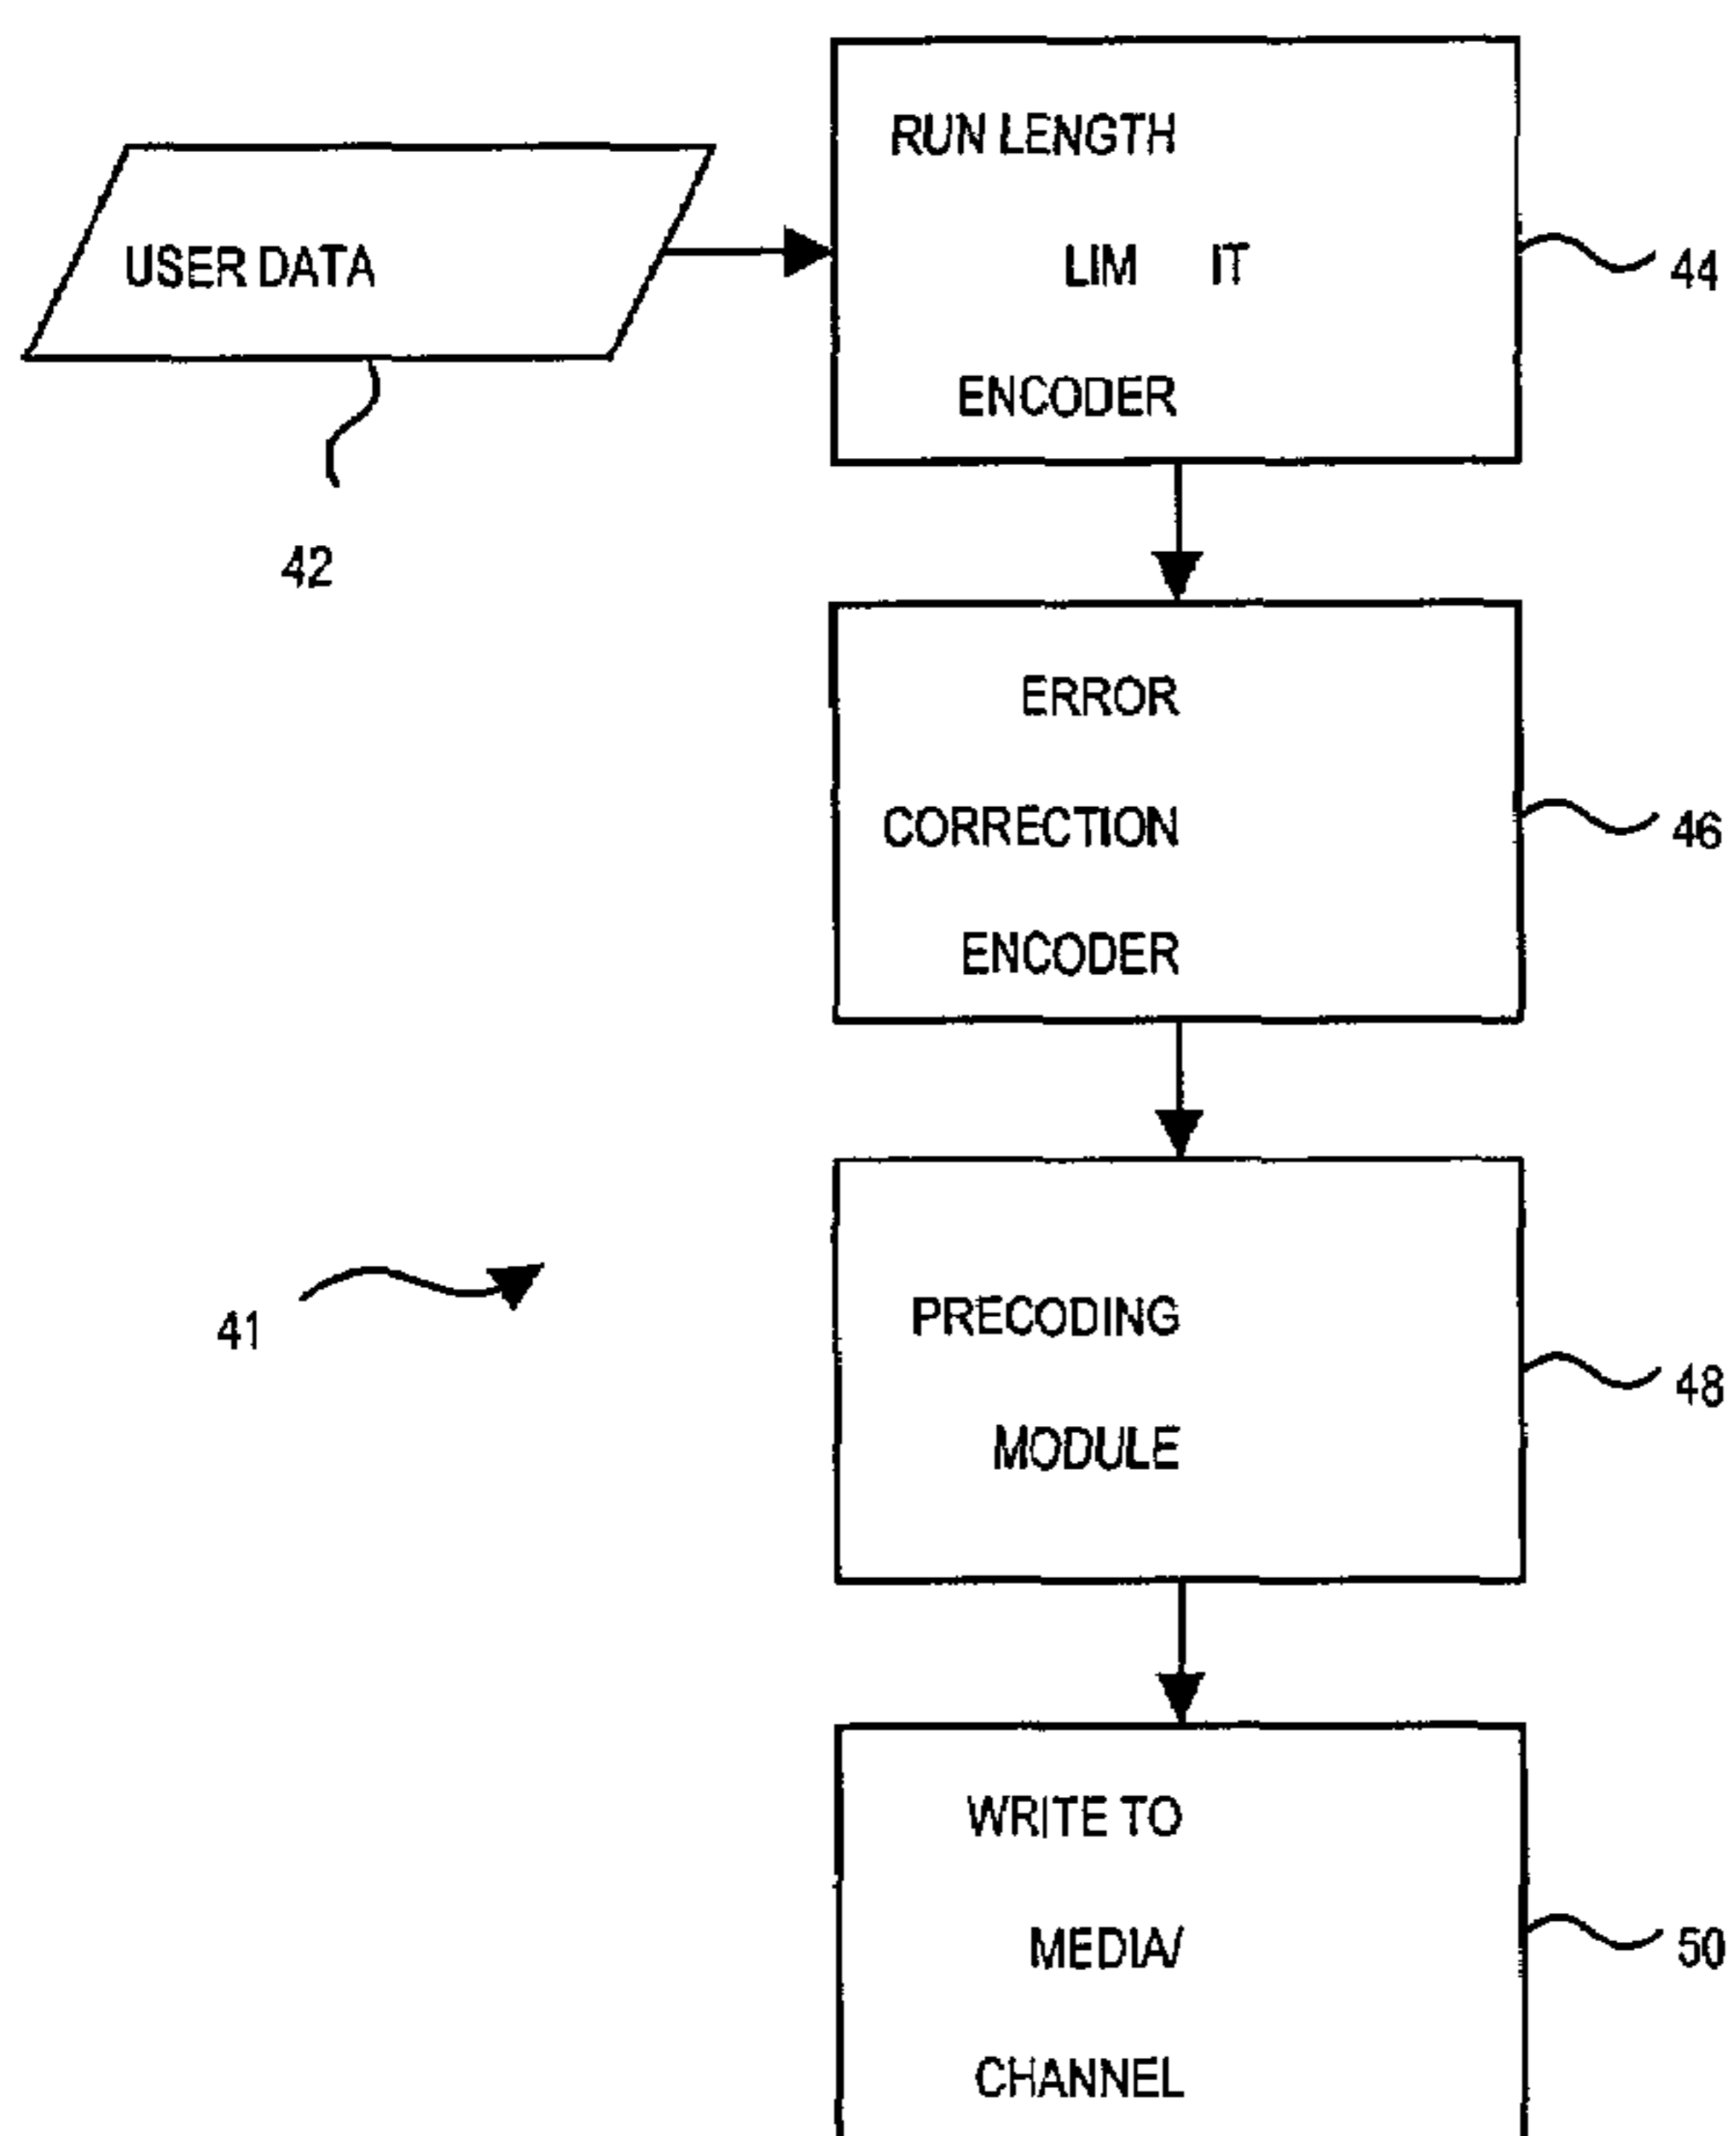 RUN LENGTH
USER DATA
LIM IT
44
ENCODER
42
ERROR
CORRECTION
46
ENCODER
41
PRECODING
48
MODULE
WRITE TO
MEDIA/
50
CHANNEL